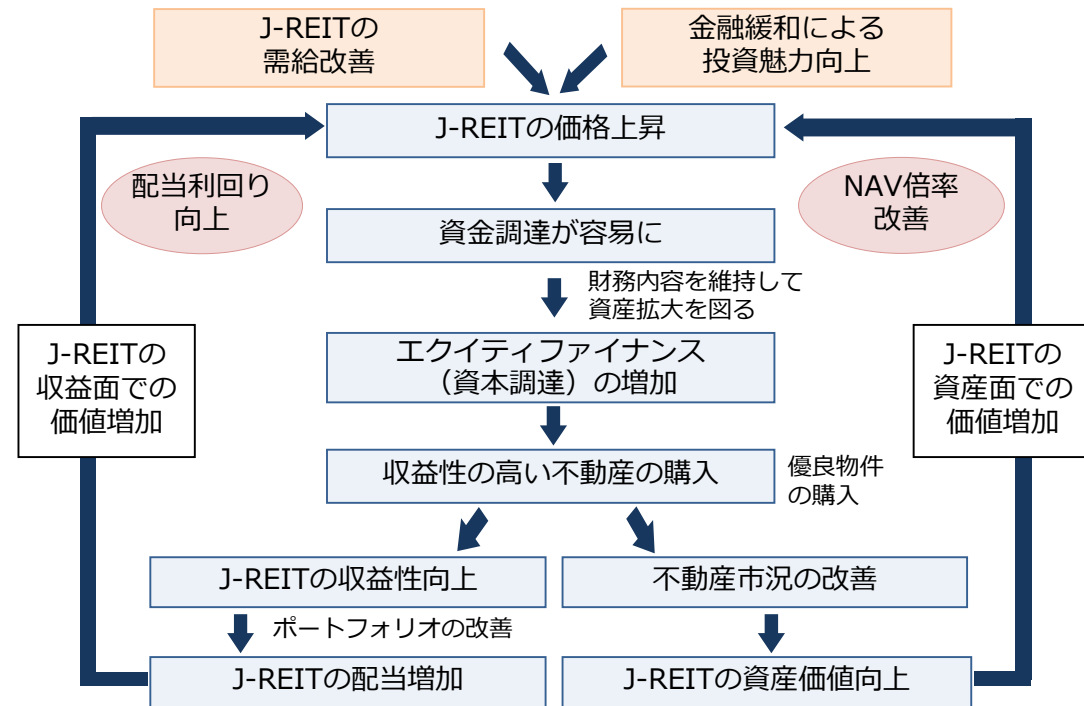 J-REITの
需給改善
金融緩和による
投資魅力向上
J-REITの価格上昇
配当利回り
向上
NAV倍率
改善
資金調達が容易に
財務内容を維持して
資産拡大を図る
J-REITの
収益面での
価値増加
エクイティファイナンス
（資本調達）の増加
J-REITの
資産面での
価値増加
収益性の高い不動産の購入
優良物件
の購入
J-REITの収益性向上
不動産市況の改善
ポートフォリオの改善
J-REITの配当増加
J-REITの資産価値向上